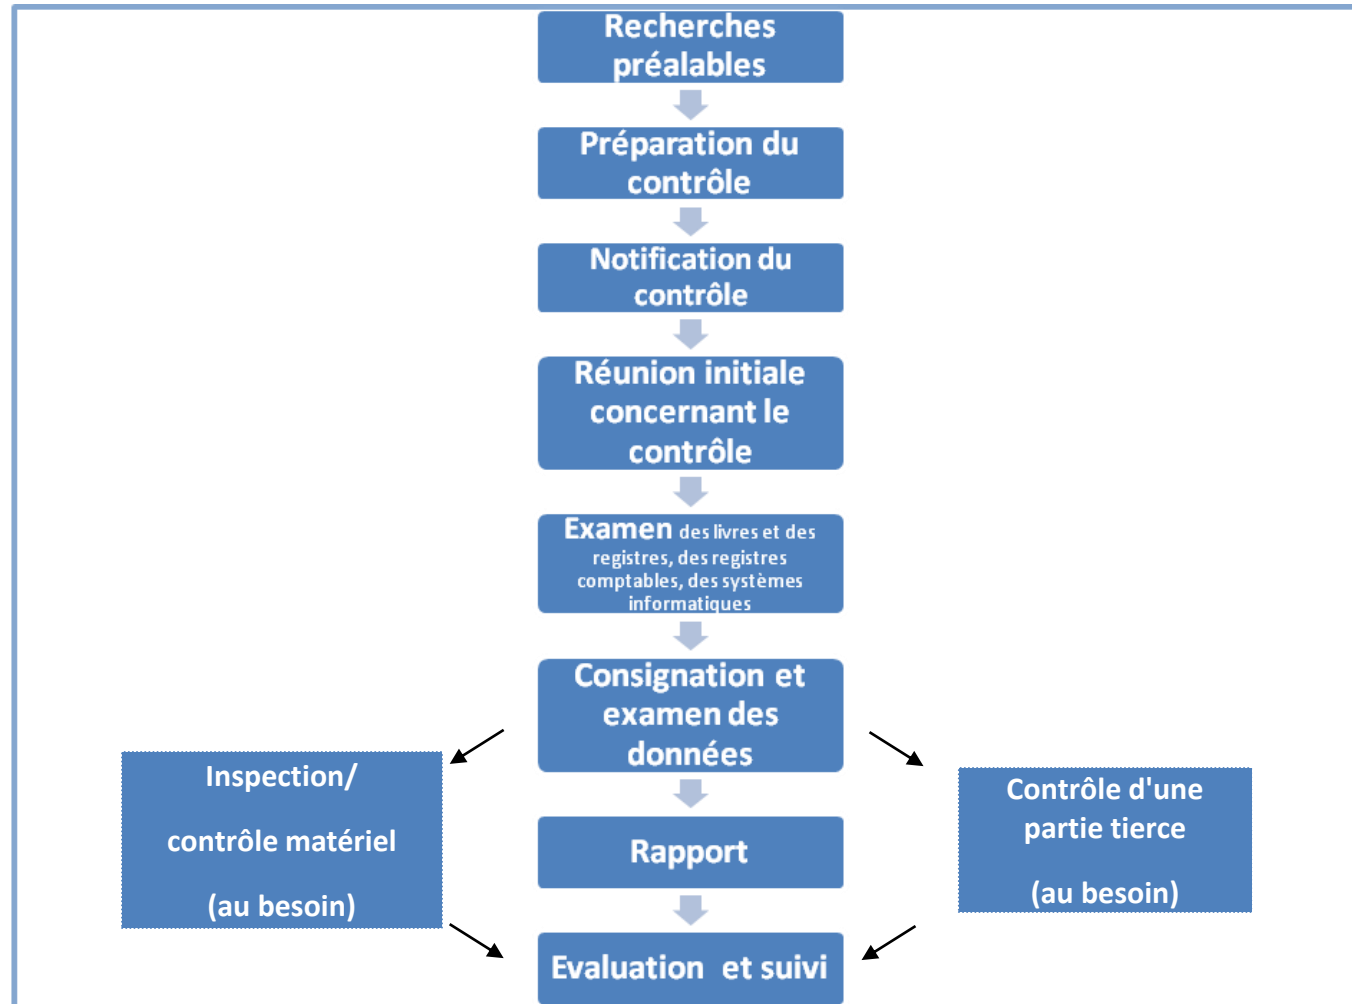 Recherches
préalables
Préparation du
contrôle
Notification du
contrôle
Réunion initiale
concernant le
contrôle
Examen des livres et des
registres, des registres
comptables, des systèmes
informatiques
Consignation et
examen des
données
Inspection/
contrôle matériel
(au besoin)
Contrôle d'une
partie tierce
(au besoin)
Rapport
Evaluation et suivi